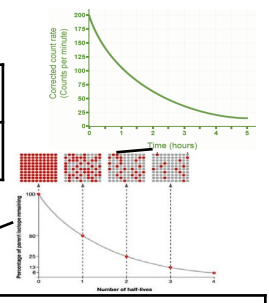 Corrected count rate
(Counts per minute)
200
175
150
125
100
75
50
25
0
0 1 2 3 4 5
Time (hours)
Percentage of parent isotope remaining
100
50
25
13
6
0 1 2 3 4
Number of half-lives